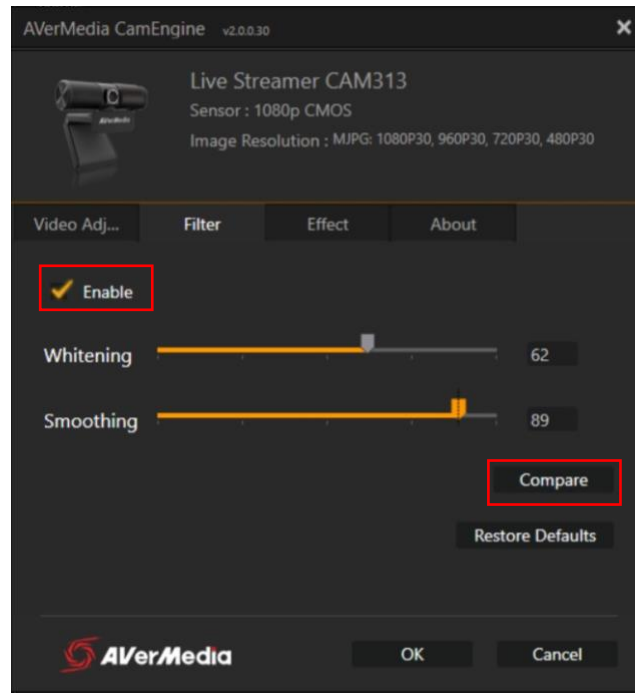 AVerMedia CamEngine v2.0.0.30
Live Streamer CAM313
Sensor : 1080p CMOS
Image Resolution : MJPG: 1080P30, 960P30, 720P30, 480P30
AVerMedia
Video Adj... Filter Effect About
Enable
Whitening 62
Smoothing 89
Compare
Restore Defaults
AVerMedia OK Cancel